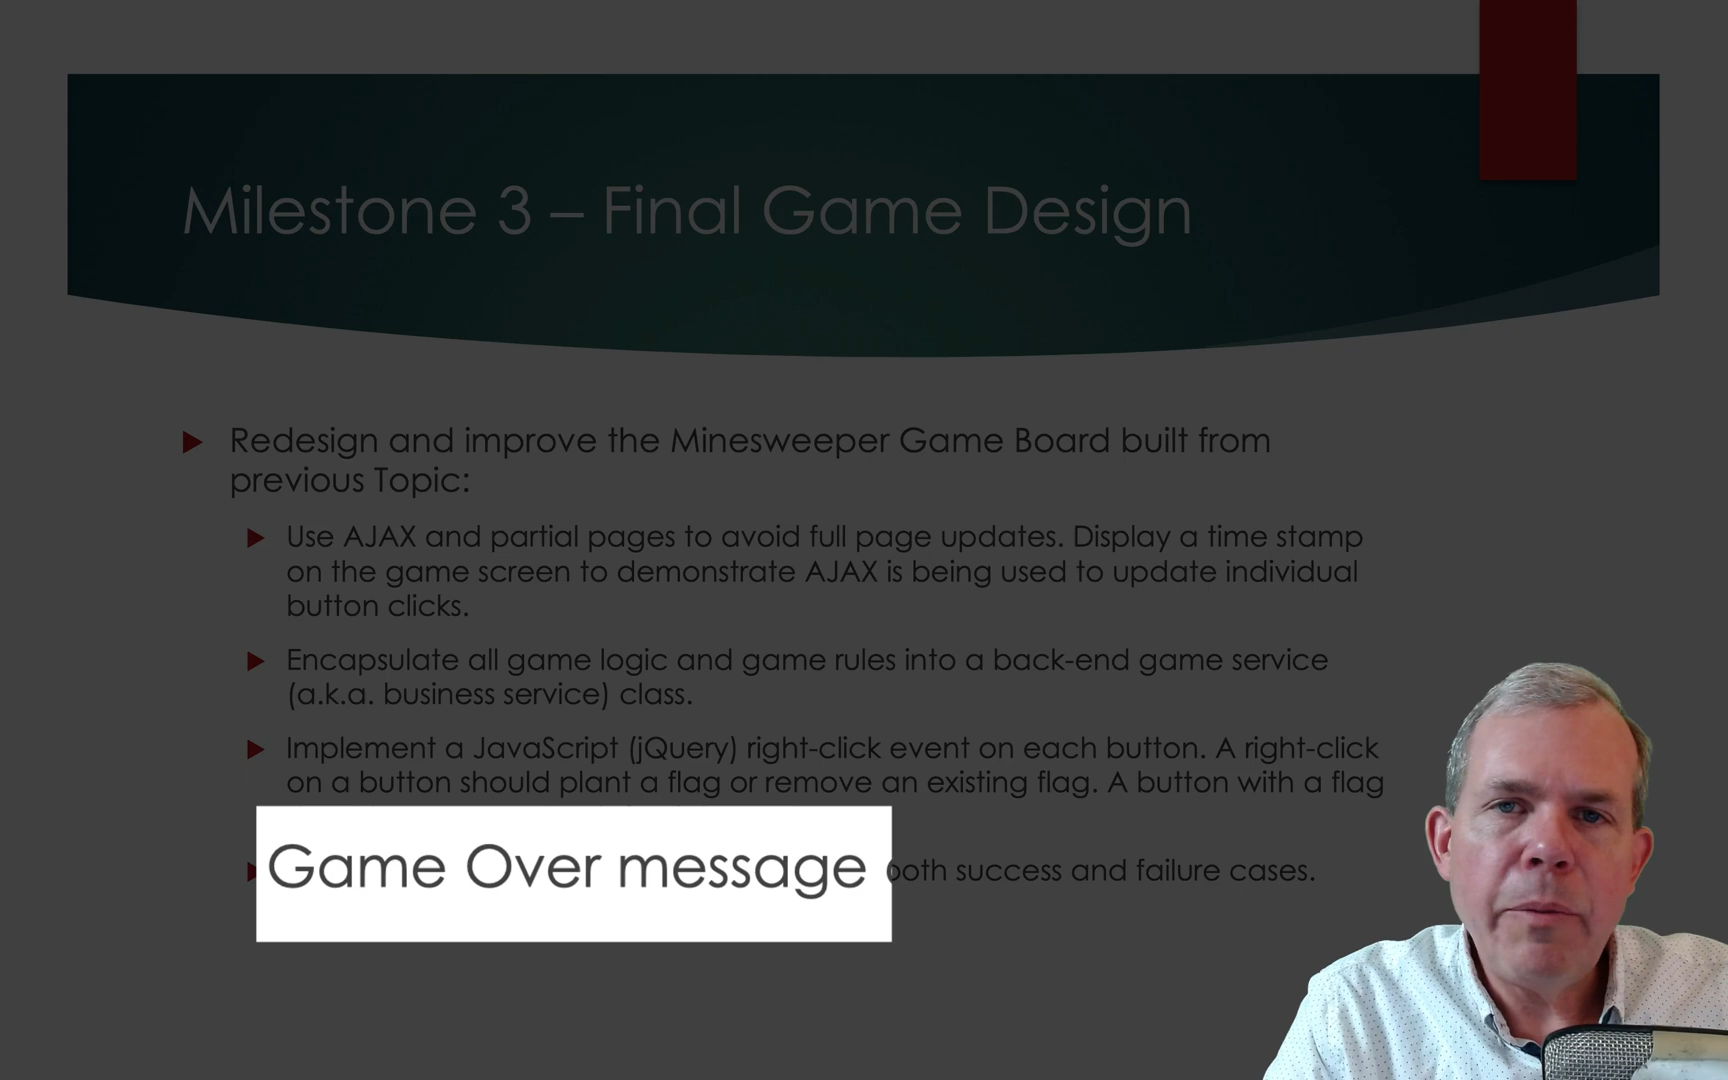 Milestone 3 – Final Game Design
Redesign and improve the Minesweeper Game Board built from
previous Topic:
Use AJAX and partial pages to avoid full page updates. Display a time stamp
on the game screen to demonstrate AJAX is being used to update individual
button clicks.
Encapsulate all game logic and game rules into a back-end game service
(a.k.a. business service) class.
Implement a JavaScript (jQuery) right-click event on each button. A right-click
on a button should plant a flag or remove an existing flag. A button with a flag
Game Over message both success and failure cases.